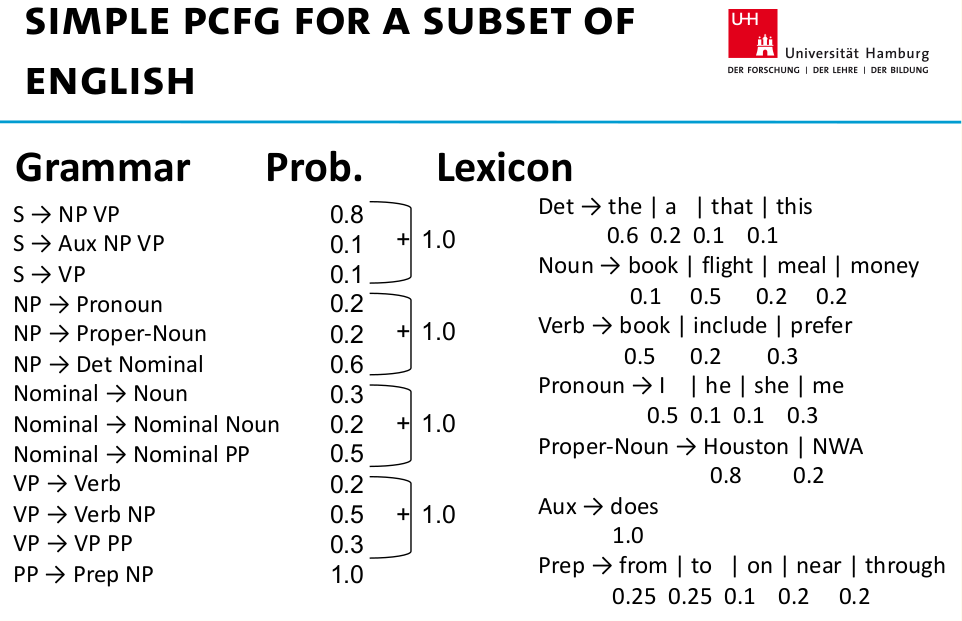 SIMPLE PCFG FOR A SUBSET OF
ENGLISH
UHH
Universität Hamburg
DER FORSCHUNG | DER LEHRE | DER BILDUNG
Grammar Prob. Lexicon
S → NP VP 0.8
S → Aux NP VP 0.1 + 1.0
S → VP 0.1
NP → Pronoun 0.2
NP → Proper-Noun 0.2 + 1.0
NP → Det Nominal 0.6
Nominal → Noun 0.3
Nominal → Nominal Noun 0.2 + 1.0
Nominal → Nominal PP 0.5
VP → Verb 0.2
VP → Verb NP 0.5 + 1.0
VP → VP PP 0.3
PP → Prep NP 1.0
Det → the | a | that | this
0.6 0.2 0.1 0.1
Noun → book | flight | meal | money
0.1 0.5 0.2 0.2
Verb → book | include | prefer
0.5 0.2 0.3
Pronoun → I | he | she | me
0.5 0.1 0.1 0.3
Proper-Noun → Houston | NWA
0.8 0.2
Aux → does
1.0
Prep → from | to | on | near | through
0.25 0.25 0.1 0.2 0.2